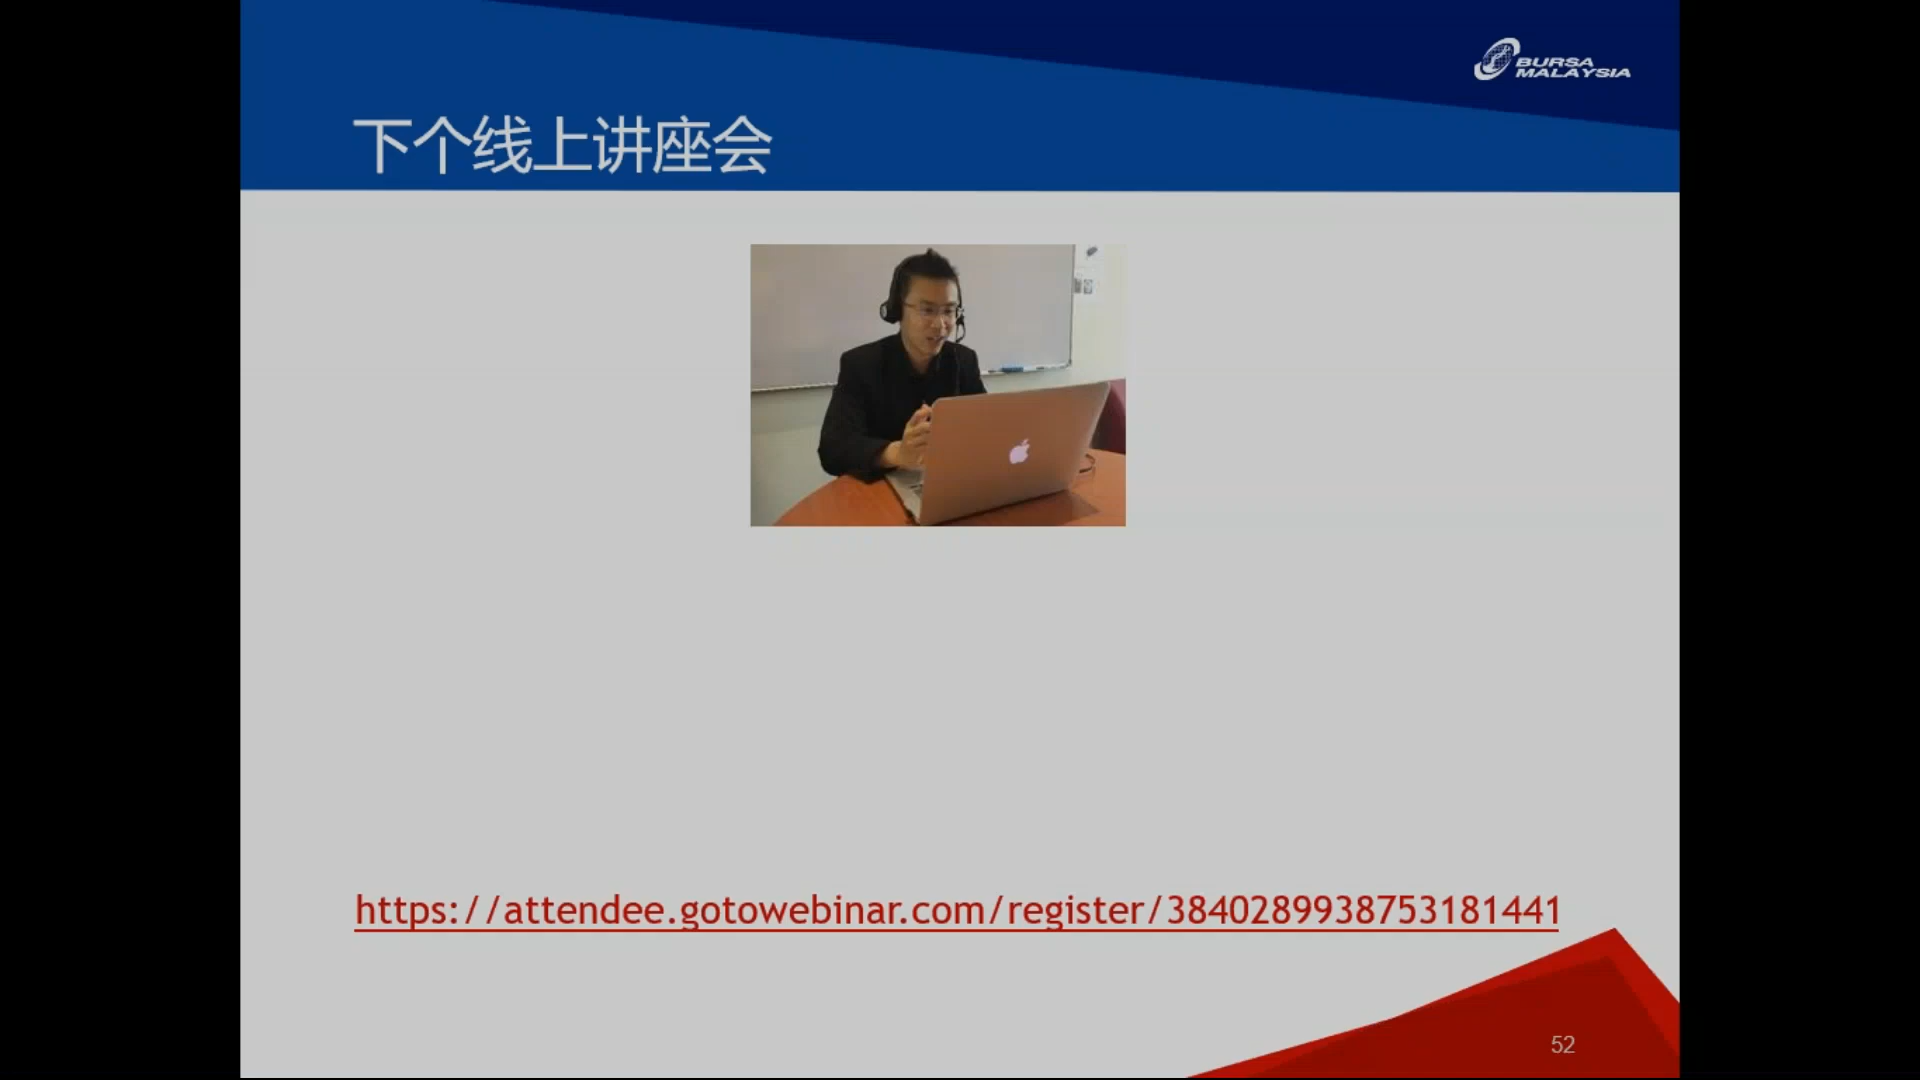 BURSA
MALAYSIA
下个线上讲座会
https://attendee.gotowebinar.com/register/3840289938753181441
52